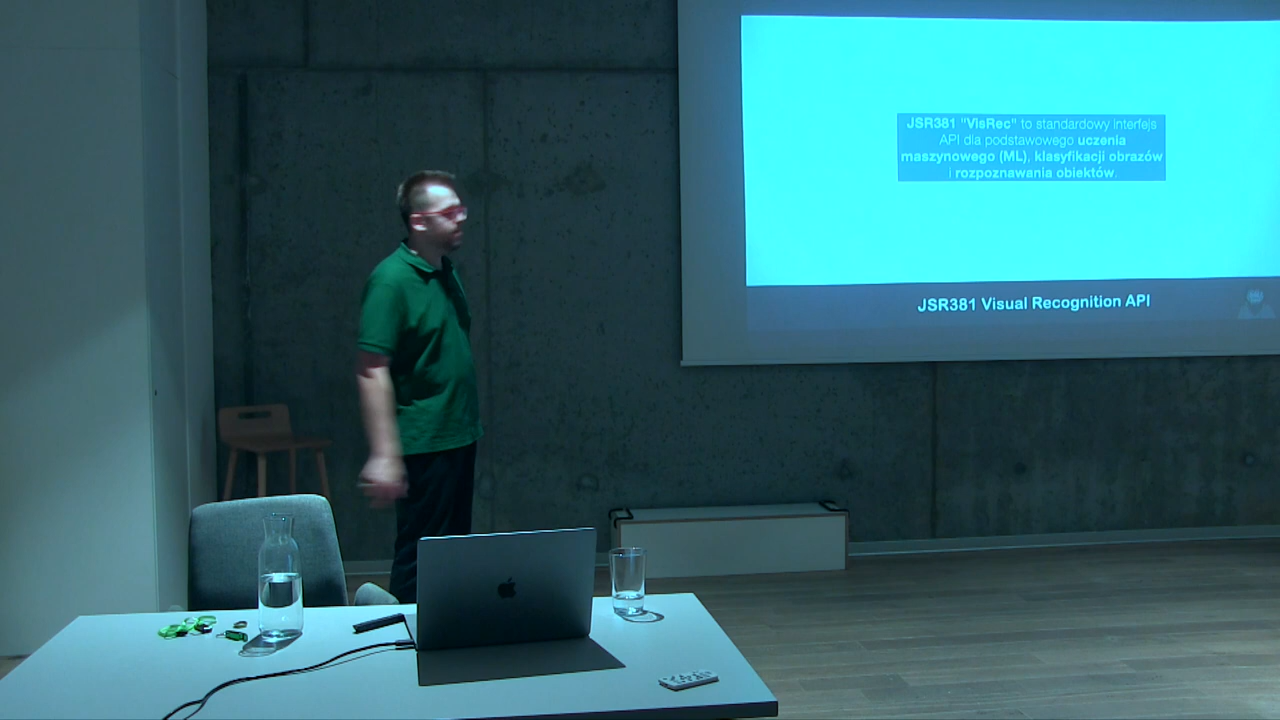 JSR381 "VisRec" to standardowy interfejs
API dla podstawowego uczenia
maszynowego (ML), klasyfikacji obrazów
i rozpoznawania obiektów
JSR381 Visual Recognition API